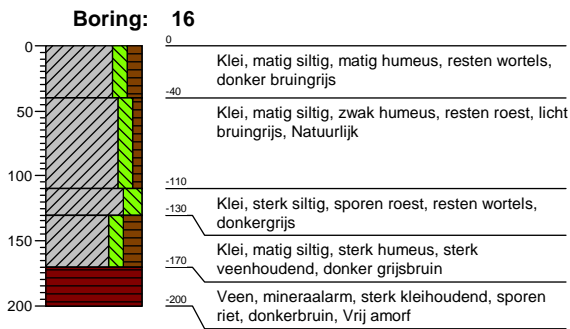 Boring: 16
0
0
Klei, matig siltig, matig humeus, resten wortels,
donker bruingrijs
-40
50
Klei, matig siltig, zwak humeus, resten roest, licht
bruingrijs, Natuurlijk
100
-110
Klei, sterk siltig, sporen roest, resten wortels,
donkergrijs
-130
150
Klei, matig siltig, sterk humeus, sterk
veenhoudend, donker grijsbruin
-170
Veen, mineraalarm, sterk kleihoudend, sporen
riet, donkerbruin, Vrij amorf
200
-200